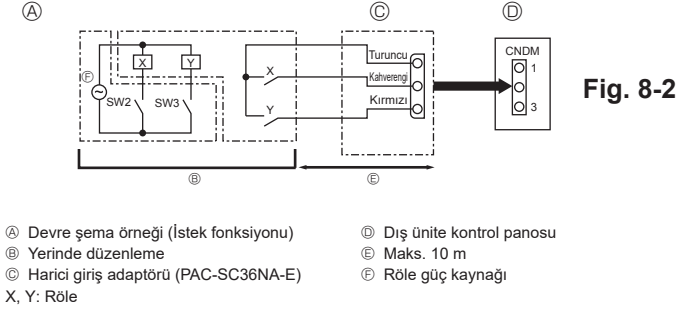 Ⓐ
Ⓒ
Ⓓ
Turuncu
Kahverengi
Kırmızı
CNDM
1
3
X
Y
Ⓕ
SW2
SW3
X
Y
Ⓑ
Ⓔ
Fig. 8-2
Ⓐ Devre şema örneği (İstek fonksiyonu)
Ⓑ Yerinde düzenleme
Ⓒ Harici giriş adaptörü (PAC-SC36NA-E)
X, Y: Röle
Ⓓ Dış ünite kontrol panosu
Ⓔ Maks. 10 m
Ⓕ Röle güç kaynağı